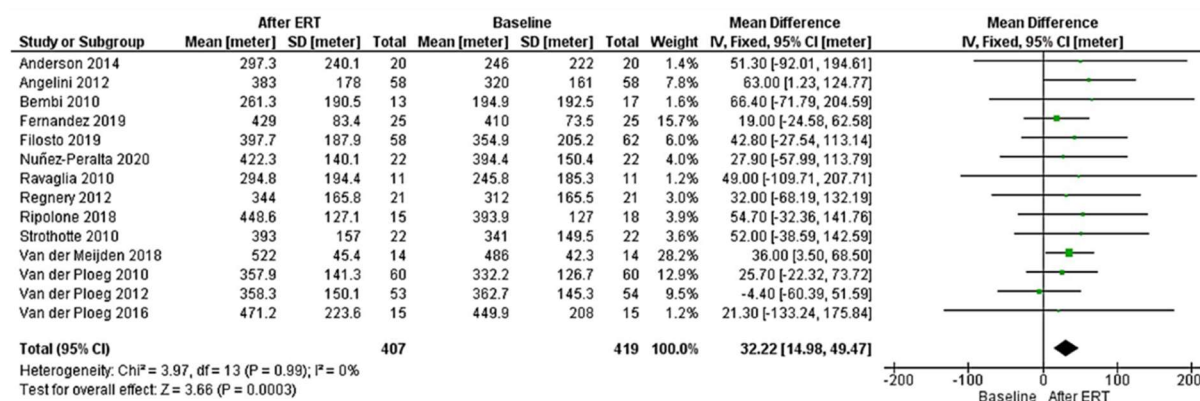 After ERT Baseline Mean Difference Mean Difference
Study or Subgroup Mean [meter] SD [meter] Total Mean [meter] SD [meter] Total Weight IV, Fixed, 95% CI [meter] IV, Fixed, 95% CI [meter]
Anderson 2014 297.3 240.1 20 246 222 20 1.4% 51.30 [-92.01, 194.61]
Angelini 2012 383 178 58 320 161 58 7.8% 63.00 [1.23, 124.77]
Bembi 2010 261.3 190.5 13 194.9 192.5 17 1.6% 66.40 [-71.79, 204.59]
Fernandez 2019 429 83.4 25 410 73.5 25 15.7% 19.00 [-24.58, 62.58]
Filosto 2019 397.7 187.9 58 354.9 205.2 62 6.0% 42.80 [-27.54, 113.14]
Nuñez-Peralta 2020 422.3 140.1 22 394.4 150.4 22 4.0% 27.90 [-57.99, 113.79]
Ravaglia 2010 294.8 194.4 11 245.8 185.3 11 1.2% 49.00 [-109.71, 207.71]
Regnery 2012 344 165.8 21 312 165.5 21 3.0% 32.00 [-68.19, 132.19]
Ripolone 2018 448.6 127.1 15 393.9 127 18 3.9% 54.70 [-32.36, 141.76]
Strothotte 2010 393 157 22 341 149.5 22 3.6% 52.00 [-38.59, 142.59]
Van der Meijden 2018 522 45.4 14 486 42.3 14 28.2% 36.00 [3.50, 68.50]
Van der Ploeg 2010 357.9 141.3 60 332.2 126.7 60 12.9% 25.70 [-22.32, 73.72]
Van der Ploeg 2012 358.3 150.1 53 362.7 145.3 54 9.5% -4.40 [-60.39, 51.59]
Van der Ploeg 2016 471.2 223.6 15 449.9 208 15 1.2% 21.30 [-133.24, 175.84]
Total (95% CI) 407 419 100.0% 32.22 [14.98, 49.47]
Heterogeneity: Chi² = 3.97, df = 13 (P = 0.99); I² = 0%
Test for overall effect: Z = 3.66 (P = 0.0003)
-200 -100 0 100 200
Baseline After ERT